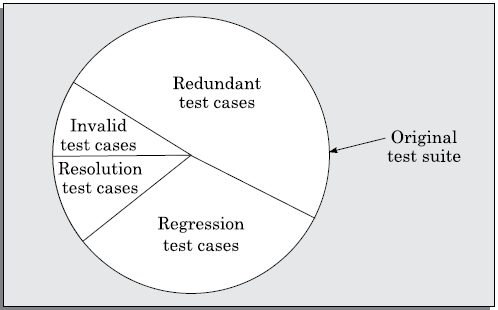 Redundant
test cases
Invalid
test cases
Resolution
test cases
Regression
test cases
Original
test suite